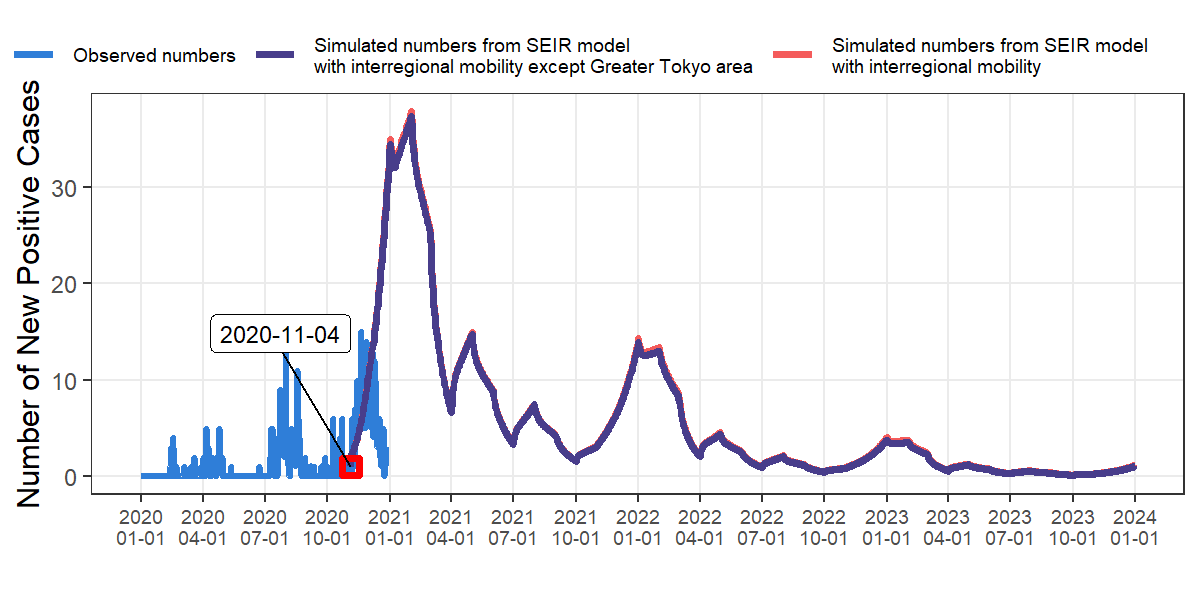 Observed numbers
Simulated numbers from SEIR model
with interregional mobility except Greater Tokyo area
Simulated numbers from SEIR model
with interregional mobility
Number of New Positive Cases
30
20
10
0
2020-11-04
2020 2020 2020 2020 2021 2021 2021 2021 2022 2022 2022 2022 2023 2023 2023 2023 2024
01-01 04-01 07-01 10-01 01-01 04-01 07-01 10-01 01-01 04-01 07-01 10-01 01-01 04-01 07-01 10-01 01-01